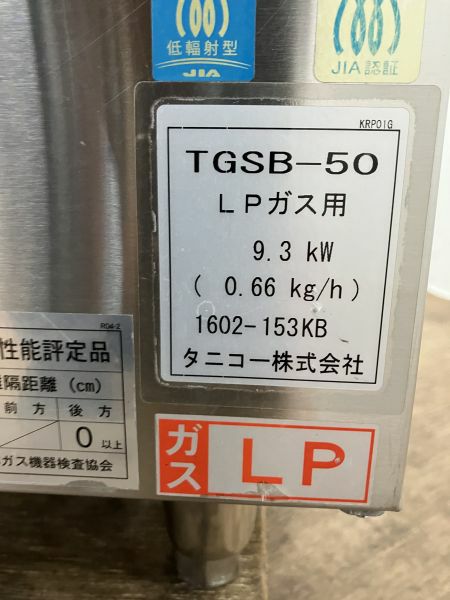 低輻射型
JIA
JIA認証
KRP01G
TGSB-50
LPガス用
9.3 kW
( 0.66 kg/h )
1602-153KB
タニコー株式会社
R04-2
性能評定品
隔距離 (cm)
前方 後方
0 以上
ガス機器検査協会
ガス LP